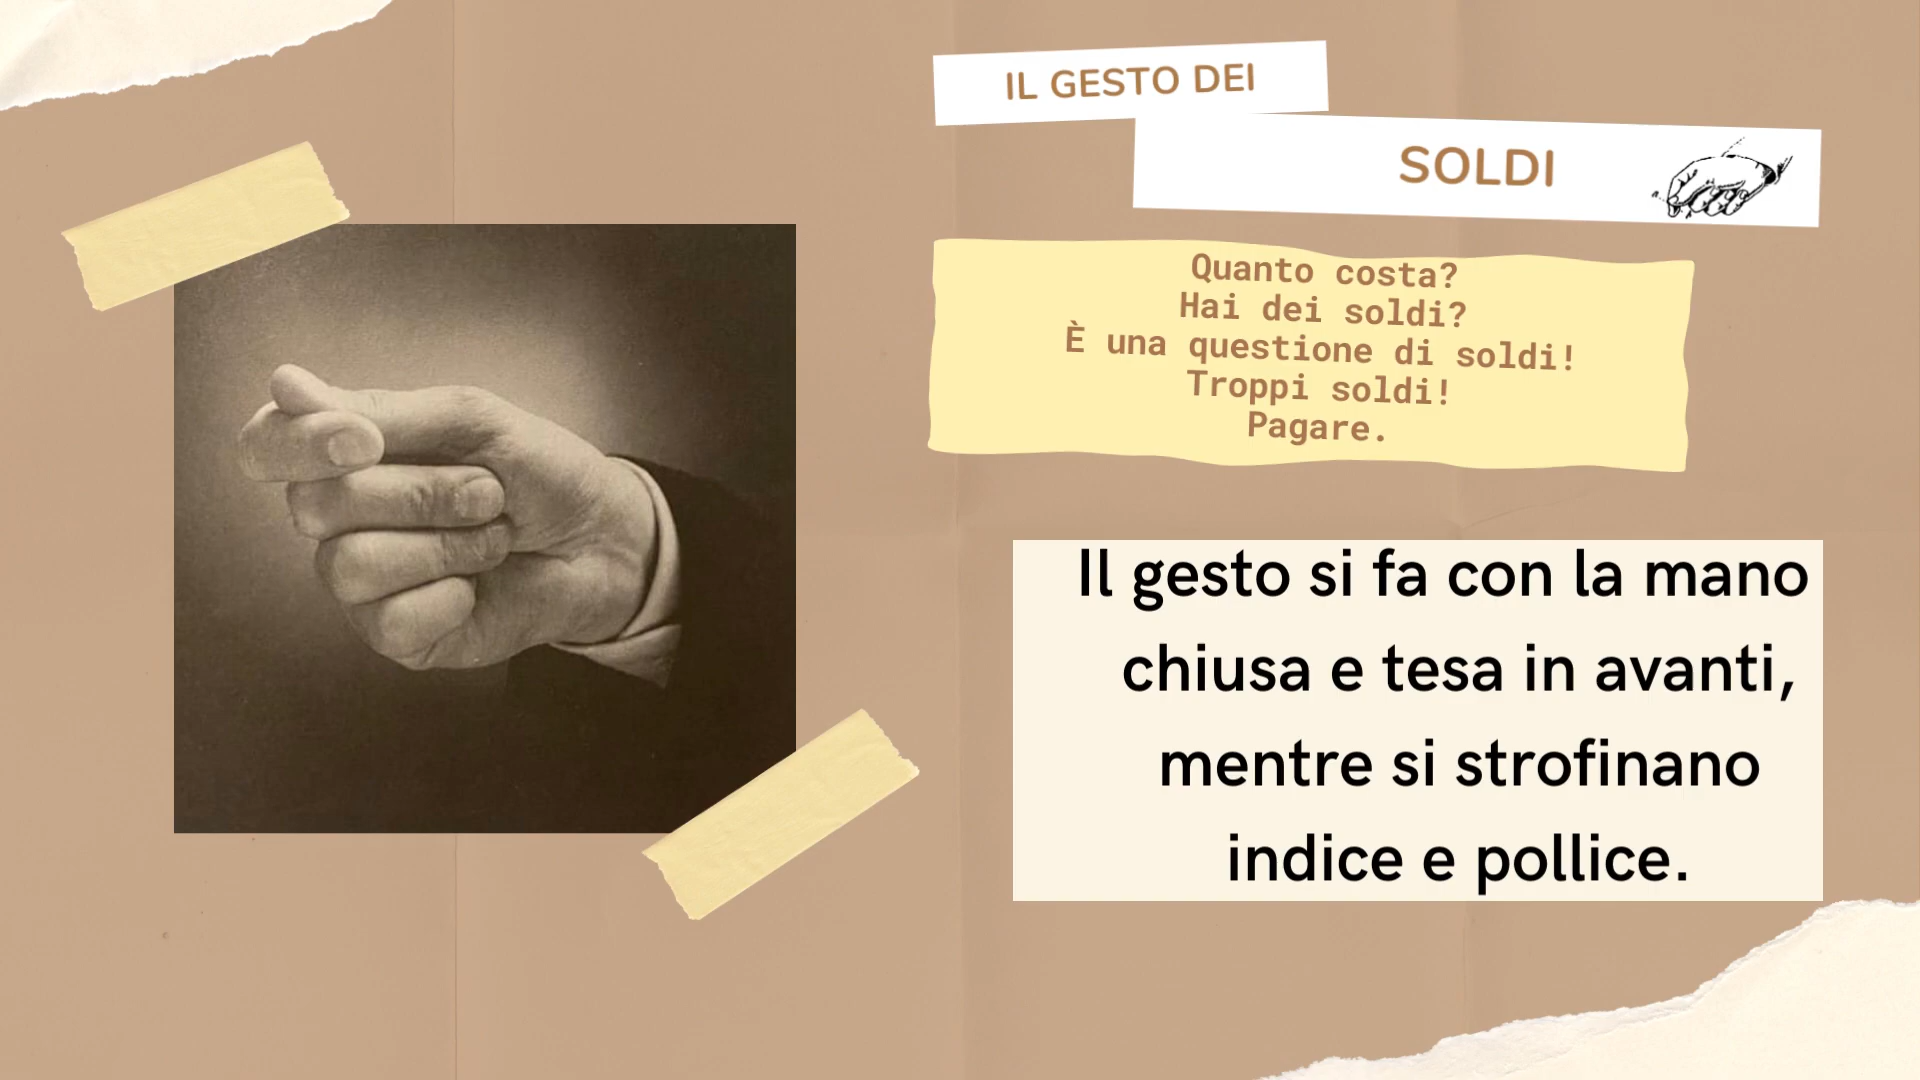 IL GESTO DEI
SOLDI
Quanto costa?
Hai dei soldi?
È una questione di soldi!
Troppi soldi!
Pagare.
Il gesto si fa con la mano
chiusa e tesa in avanti,
mentre si strofinano
indice e pollice.